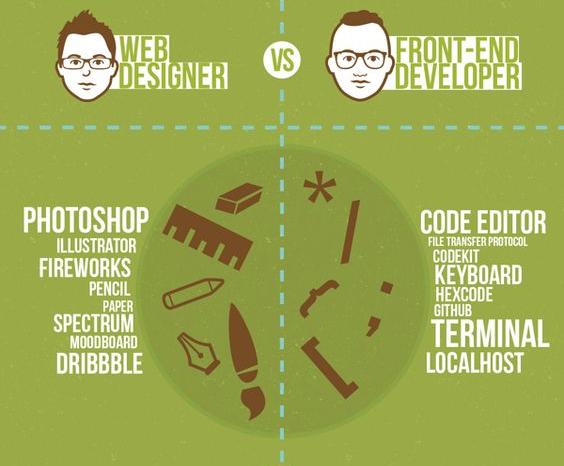 WEB
DESIGNER
VS
FRONT-END
DEVELOPER
PHOTOSHOP
ILLUSTRATOR
FIREWORKS
PENCIL
PAPER
SPECTRUM
MOODBOARD
DRIBBBLE
*
/
{
;
[
CODE EDITOR
FILE TRANSFER PROTOCOL
CODEKIT
KEYBOARD
HEXCODE
GITHUB
TERMINAL
LOCALHOST